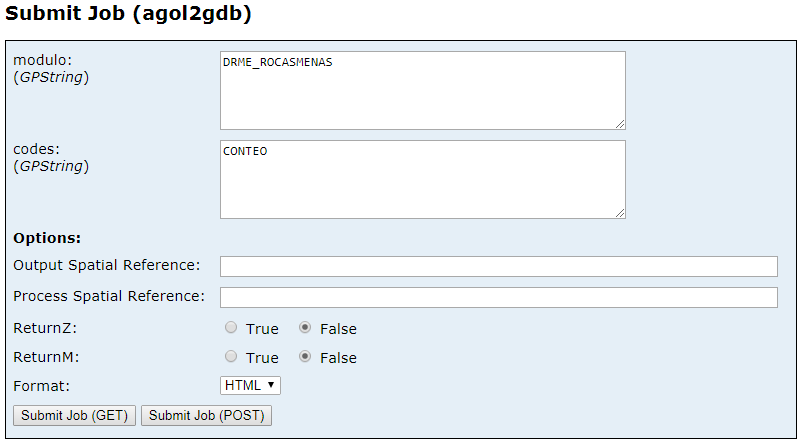 Submit Job (agol2gdb)
modulo:
(GPString)
DRME_ROCASMENAS
codes:
(GPString)
CONTEO
Options:
Output Spatial Reference:
Process Spatial Reference:
ReturnZ: True False
ReturnM: True False
Format: HTML
Submit Job (GET) Submit Job (POST)